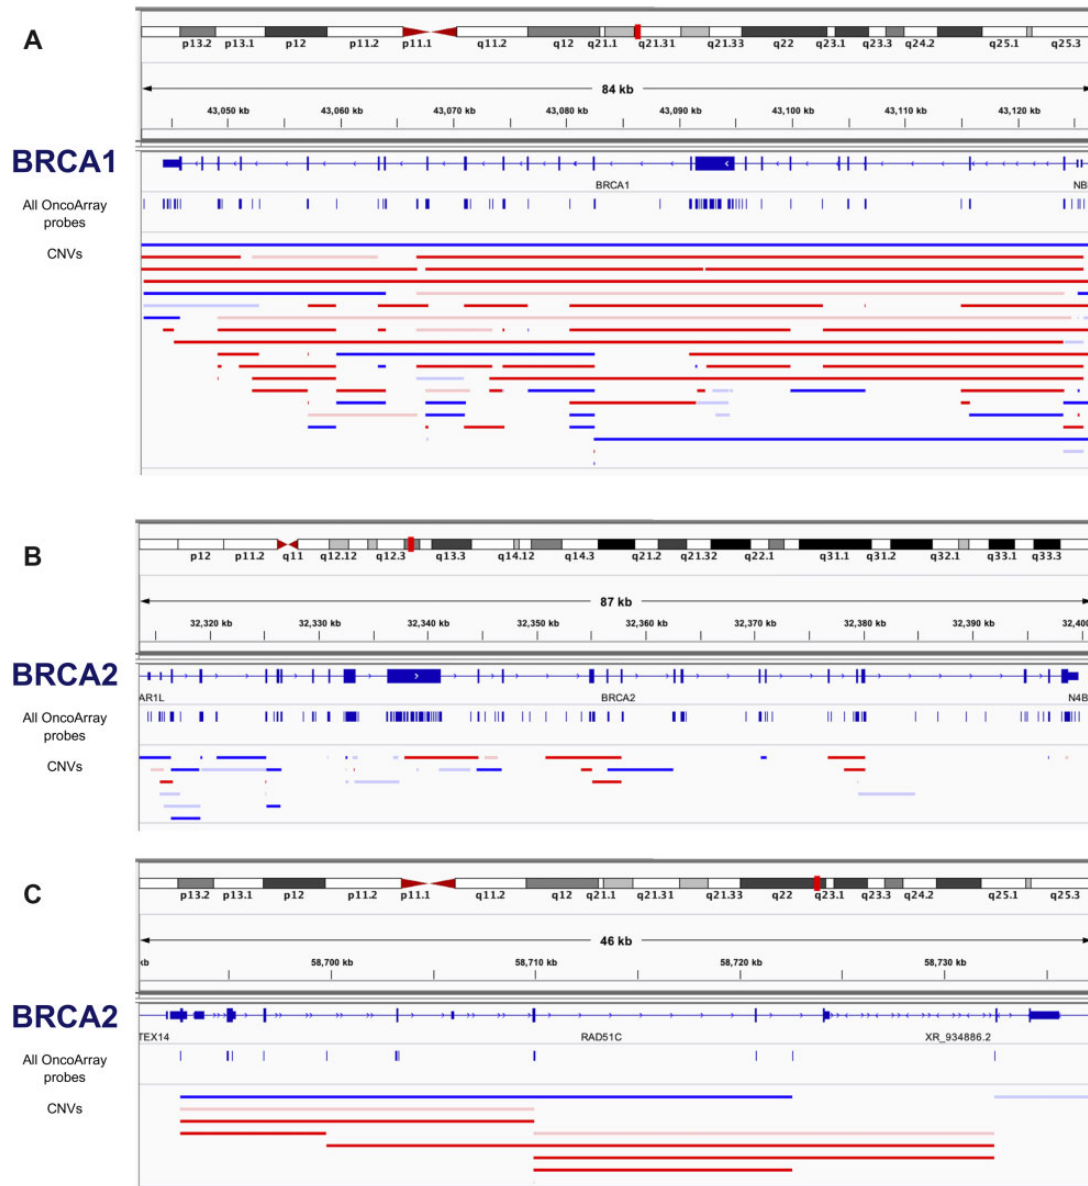 A
p13.2 p13.1 p12 p11.2 p11.1 q11.2 q12 q21.1 q21.31 q21.33 q22 q23.1 q23.3 q24.2 q25.1 q25.3
84 kb
43,050 kb 43,060 kb 43,070 kb 43,080 kb 43,090 kb 43,100 kb 43,110 kb 43,120 kb
BRCA1
BRCA1 NB
All OncoArray
probes
CNVs
B
p12 p11.2 q11 q12.12 q12.3 q13.3 q14.12 q14.3 q21.2 q21.32 q22.1 q31.1 q31.2 q32.1 q33.1 q33.3
87 kb
32,320 kb 32,330 kb 32,340 kb 32,350 kb 32,360 kb 32,370 kb 32,380 kb 32,390 kb 32,400
BRCA2
AR1L BRCA2 N4B
All OncoArray
probes
CNVs
C
p13.2 p13.1 p12 p11.2 p11.1 q11.2 q12 q21.1 q21.31 q21.33 q22 q23.1 q23.3 q24.2 q25.1 q25.3
46 kb
kb 58,700 kb 58,710 kb 58,720 kb 58,730 kb
BRCA2
TEX14 RAD51C XR_934886.2
All OncoArray
probes
CNVs